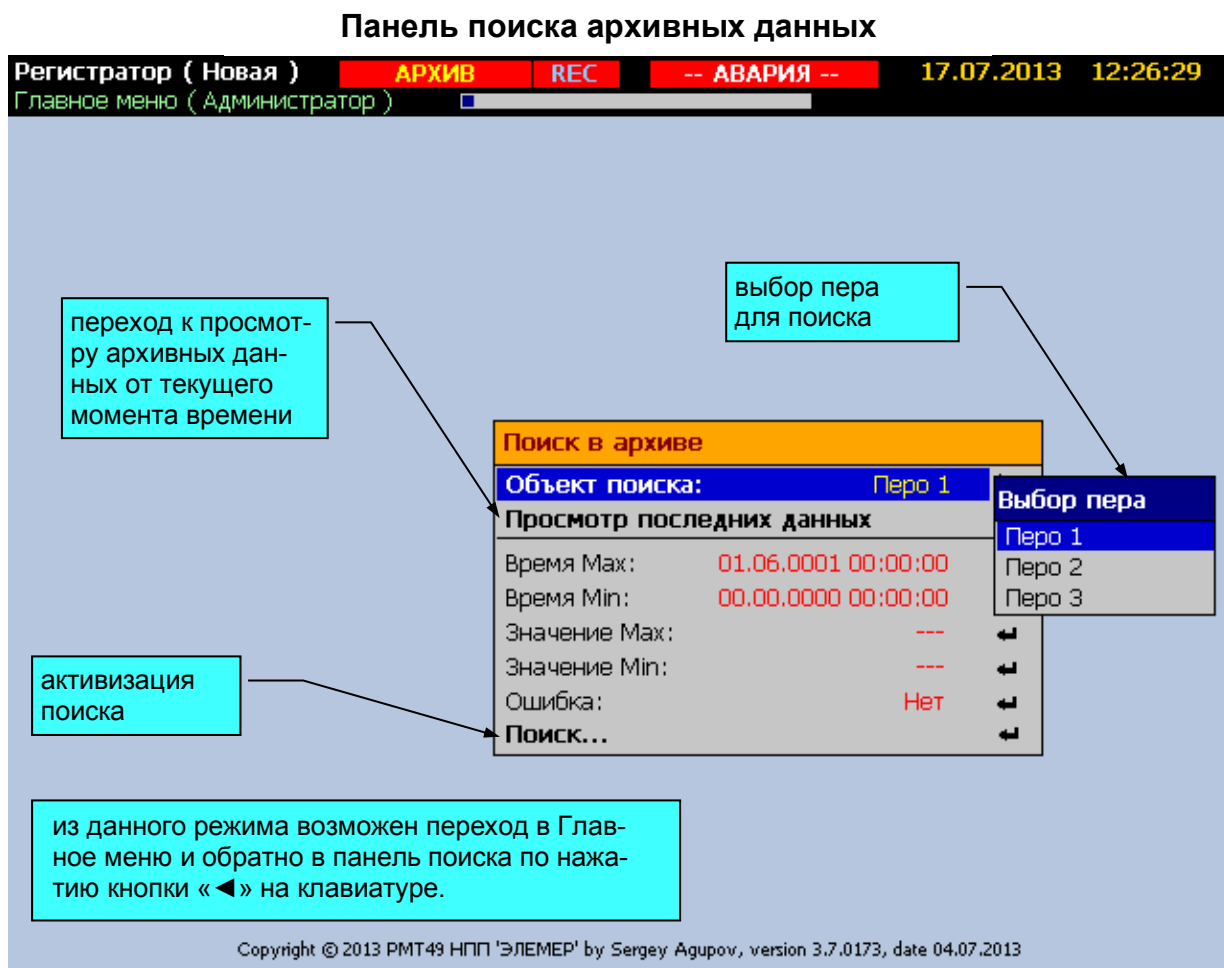 Панель поиска архивных данных
Регистратор ( Новая ) АРХИВ REC -- АВАРИЯ -- 17.07.2013 12:26:29
Главное меню ( Администратор )
выбор пера
для поиска
переход к просмот-
ру архивных дан-
ных от текущего
момента времени
Поиск в архиве
Объект поиска: Перо 1
Просмотр последних данных
Время Max: 01.06.0001 00:00:00
Время Min: 00.00.0000 00:00:00
Значение Max: ---
Значение Min: ---
Ошибка: Нет
Поиск...
Выбор пера
Перо 1
Перо 2
Перо 3
активизация
поиска
из данного режима возможен переход в Глав-
ное меню и обратно в панель поиска по нажа-
тию кнопки «◄» на клавиатуре.
Copyright © 2013 РМТ49 НПП 'ЭЛЕМЕР' by Sergey Agupov, version 3.7.0173, date 04.07.2013